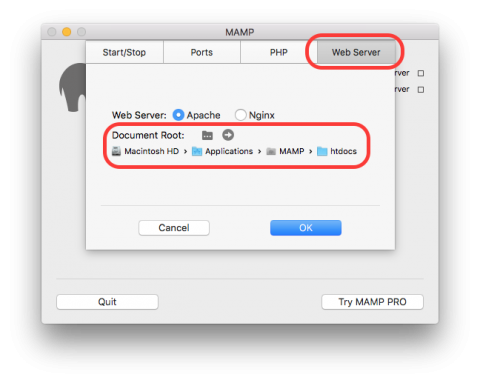 MAMP
Start/Stop Ports PHP Web Server
rver
rver
Web Server: Apache Nginx
Document Root:
Macintosh HD › Applications › MAMP › htdocs
Cancel OK
Quit Try MAMP PRO